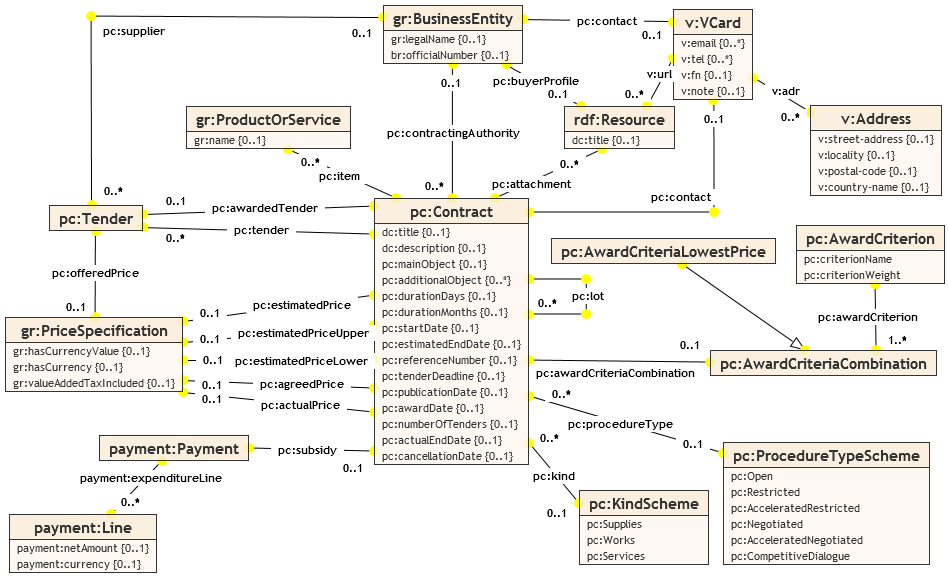 gr:BusinessEntity
gr:legalName {0..1}
br:officialNumber {0..1}
pc:supplier
0..1
pc:contact
0..1
v:VCard
v:email {0..*}
v:tel {0..*}
v:fn {0..1}
v:note {0..1}
v:url
0..*
v:adr
0..*
v:Address
v:street-address {0..1}
v:locality {0..1}
v:postal-code {0..1}
v:country-name {0..1}
0..1
pc:buyerProfile
0..1
rdf:Resource
dc:title {0..1}
gr:ProductOrService
gr:name {0..1}
0..*
pc:item
pc:contractingAuthority
0..*
0..*
pc:attachment
0..1
pc:contact
0..*
pc:Tender
0..1
pc:awardedTender
pc:tender
0..*
pc:offeredPrice
0..1
pc:Contract
dc:title {0..1}
dc:description {0..1}
pc:mainObject {0..1}
pc:additionalObject {0..*}
pc:durationDays {0..1}
pc:durationMonths {0..1}
pc:startDate {0..1}
pc:estimatedEndDate {0..1}
pc:referenceNumber {0..1}
pc:tenderDeadline {0..1}
pc:publicationDate {0..1}
pc:awardDate {0..1}
pc:numberOfTenders {0..1}
pc:actualEndDate {0..1}
pc:cancellationDate {0..1}
pc:lot
0..*
pc:AwardCriteriaLowestPrice
pc:AwardCriterion
pc:criterionName
pc:criterionWeight
pc:awardCriterion
1..*
0..1
pc:awardCriteriaCombination
pc:AwardCriteriaCombination
gr:PriceSpecification
gr:hasCurrencyValue {0..1}
gr:hasCurrency {0..1}
gr:valueAddedTaxIncluded {0..1}
pc:estimatedPrice
0..1
pc:estimatedPriceUpper
0..1
pc:estimatedPriceLower
0..1
pc:agreedPrice
0..1
pc:actualPrice
0..1
payment:Payment
pc:subsidy
0..1
payment:expenditureLine
0..*
payment:Line
payment:netAmount {0..1}
payment:currency {0..1}
0..*
pc:procedureType
0..1
0..*
pc:kind
0..1
pc:KindScheme
pc:Supplies
pc:Works
pc:Services
pc:ProcedureTypeScheme
pc:Open
pc:Restricted
pc:AcceleratedRestricted
pc:Negotiated
pc:AcceleratedNegotiated
pc:CompetitiveDialogue